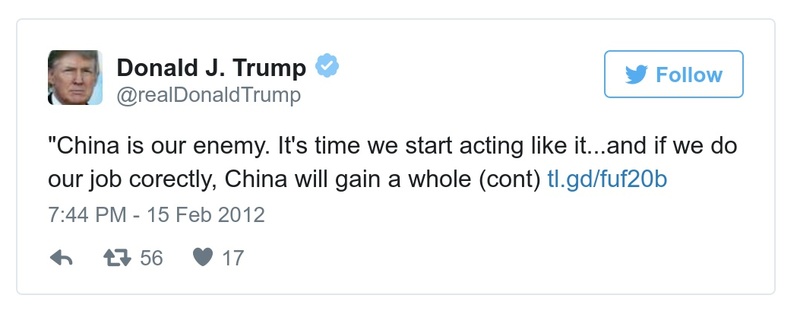 Donald J. Trump
@realDonaldTrump
Follow
"China is our enemy. It's time we start acting like it...and if we do
our job corectly, China will gain a whole (cont) tl.gd/fuf20b
7:44 PM - 15 Feb 2012
56 17